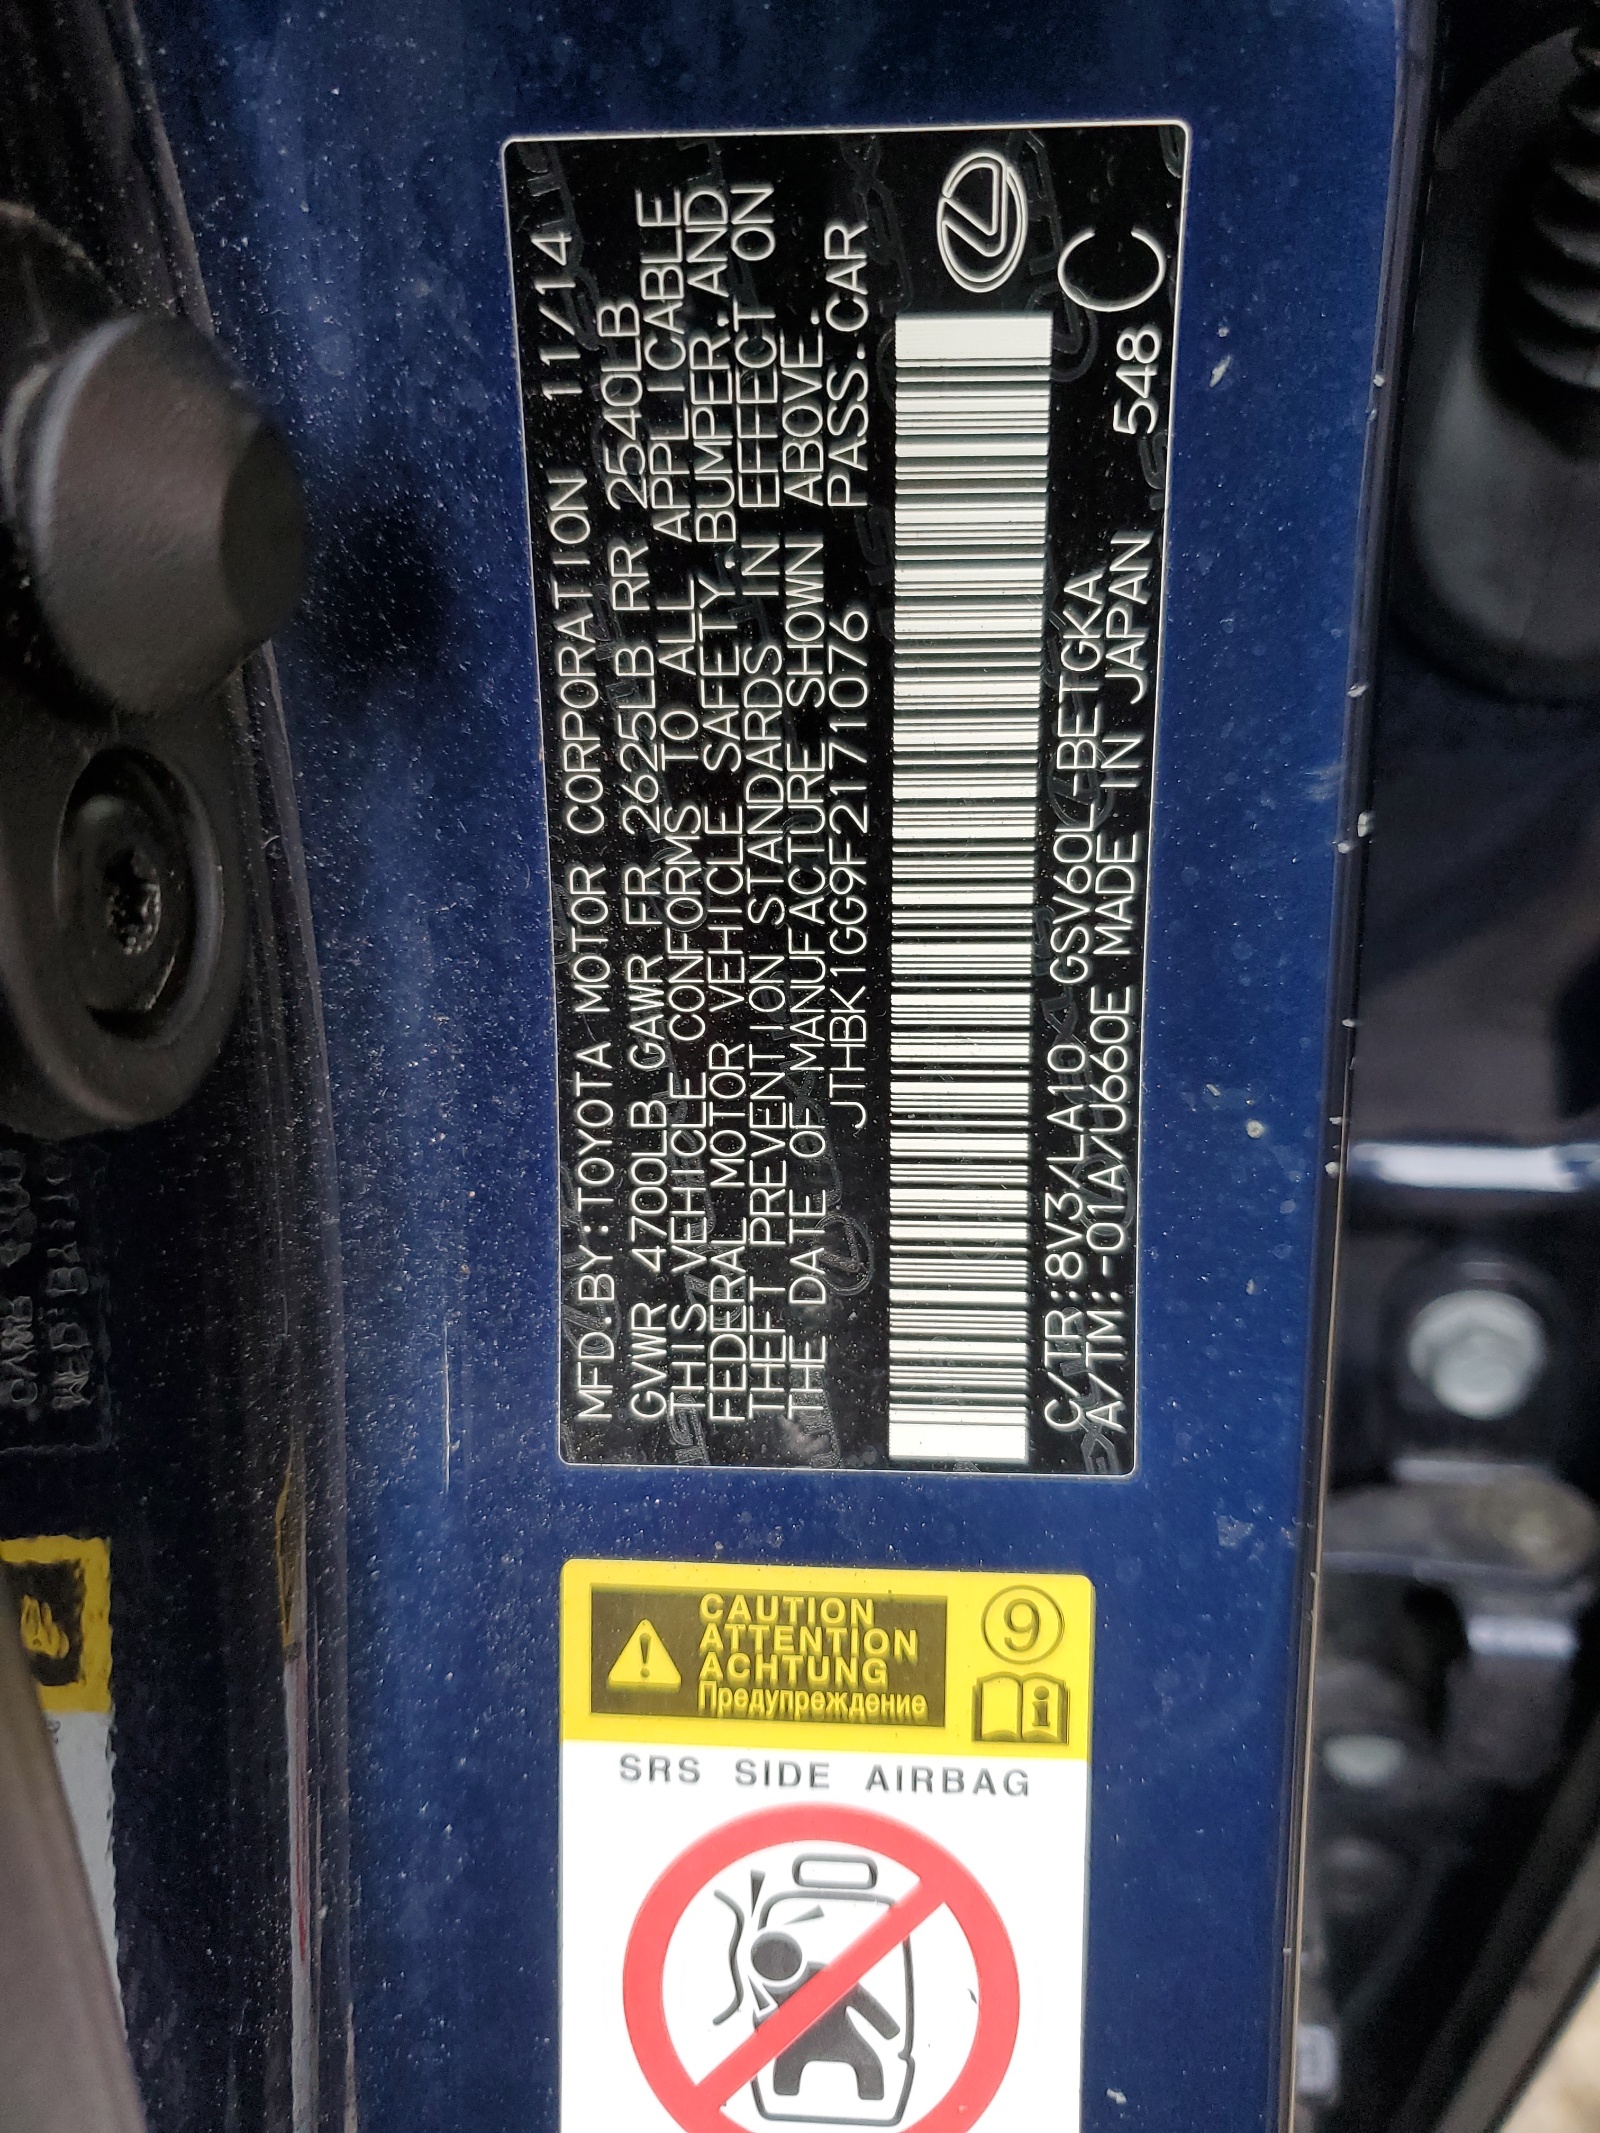 MFD.BY:TOYOTA MOTOR CORPORATION 11/14
GVWR 4700LB GAWR FR 2625LB RR 2540LB
THIS VEHICLE CONFORMS TO ALL APPLICABLE
FEDERAL MOTOR VEHICLE SAFETY.BUMPER.AND
THEFT PREVENTION STANDARDS IN EFFECT ON
THE DATE OF MANUFACTURE SHOWN ABOVE.
JTHBK1GG9F2171076 PASS.CAR
C/TR:8V3/LA10 GSV60L-BETGKA
A/TM:-01A/U660E MADE IN JAPAN 548 C
CAUTION
ATTENTION
ACHTUNG
Предупреждение
9
SRS SIDE AIRBAG